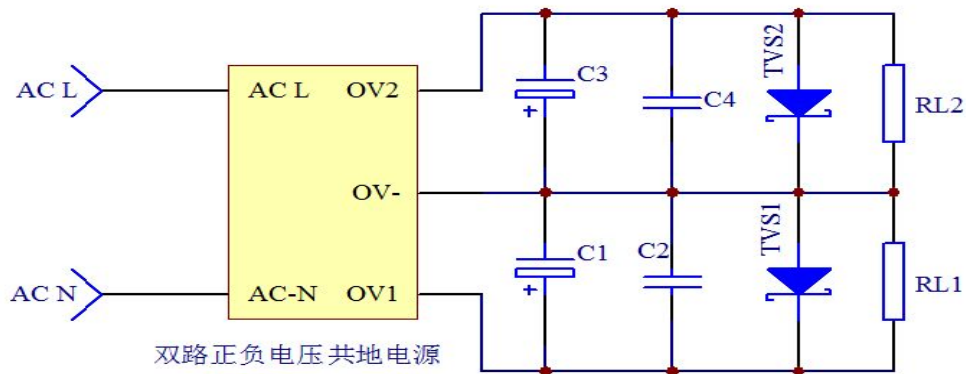 TVS2
C3
AC L
AC L
OV2
C4
RL2
OV-
TVS1
C1
C2
AC N
AC-N
OV1
RL1
+
+
双路正负电压共地电源